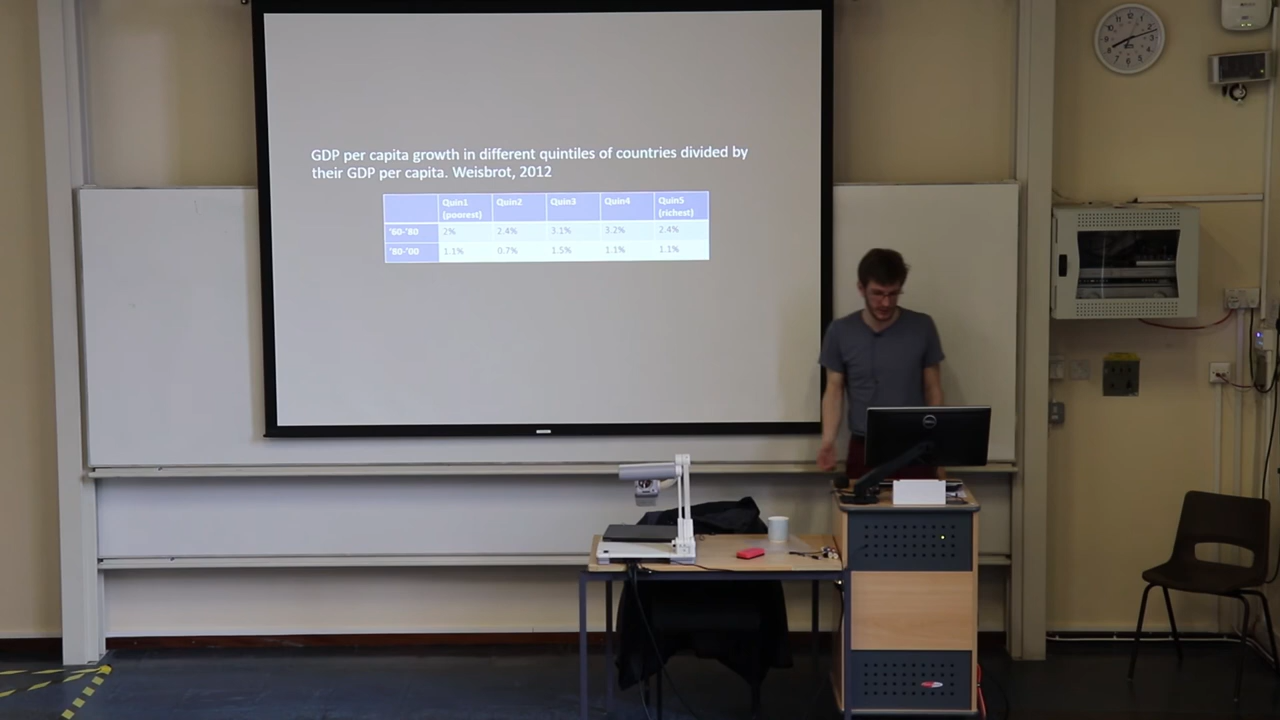 GDP per capita growth in different quintiles of countries divided by
their GDP per capita. Weisbrot, 2012
Quin1 (poorest) Quin2 Quin3 Quin4 Quin5 (richest)
'60-'80 2% 2.4% 3.1% 3.2% 2.4%
'80-'00 1.1% 0.7% 1.5% 1.1% 1.1%
DELL